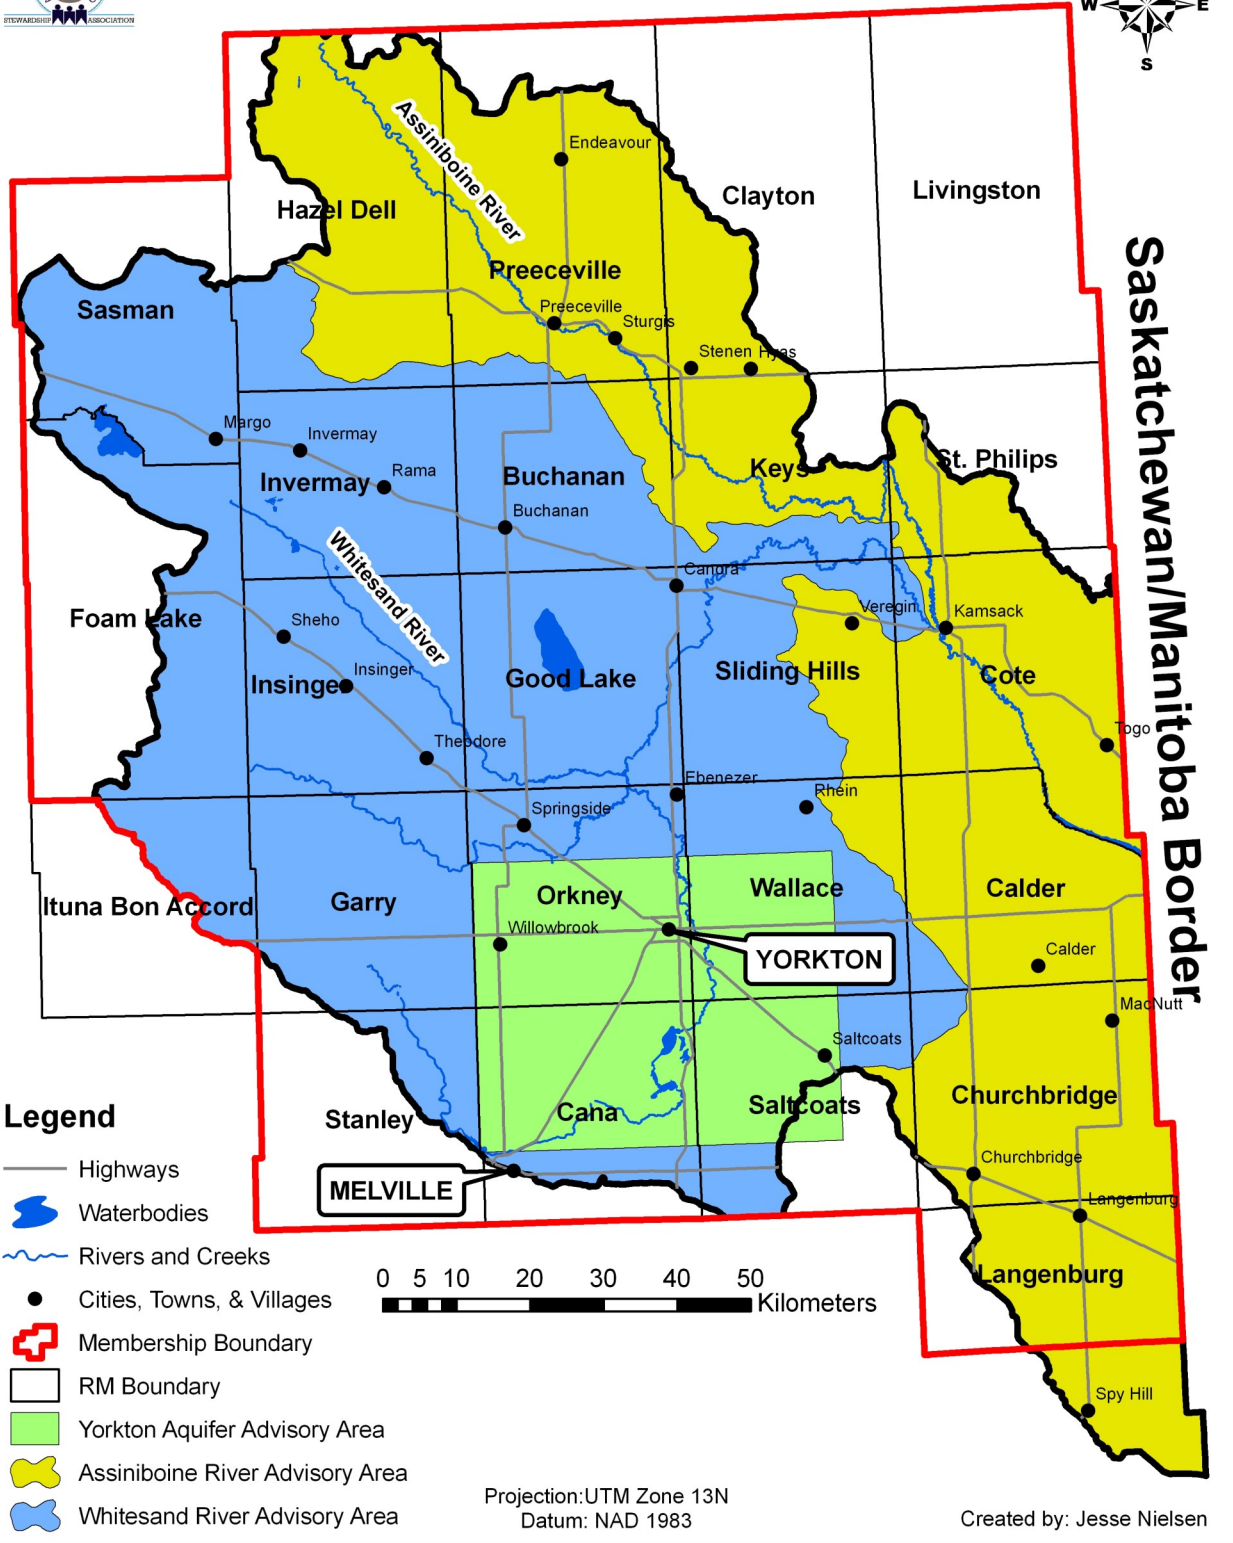 STEWARDSHIP ASSOCIATION
W E
S
Assiniboine River
Endeavour
Clayton
Livingston
Hazel Dell
Preeceville
Sasman
Preeceville
Sturgis
Stenen Hyas
Margo
Invermay
Rama
Invermay
Buchanan
Keys
St. Philips
Buchanan
Whitesand River
Canora
Foam Lake
Sheho
Veregin
Kamsack
Insinger
Insinger
Good Lake
Sliding Hills
Cote
Togo
Theodore
Ebenezer
Rhein
Springside
Saskatchewan/Manitoba Border
Ituna Bon Accord
Garry
Orkney
Wallace
Calder
Willowbrook
YORKTON
Calder
MacNutt
Saltcoats
Stanley
Cana
Saltcoats
Churchbridge
Churchbridge
MELVILLE
Langenburg
Langenburg
Spy Hill
Legend
Highways
Waterbodies
Rivers and Creeks
Cities, Towns, & Villages
Membership Boundary
RM Boundary
Yorkton Aquifer Advisory Area
Assiniboine River Advisory Area
Whitesand River Advisory Area
0 5 10 20 30 40 50
Kilometers
Projection:UTM Zone 13N
Datum: NAD 1983
Created by: Jesse Nielsen